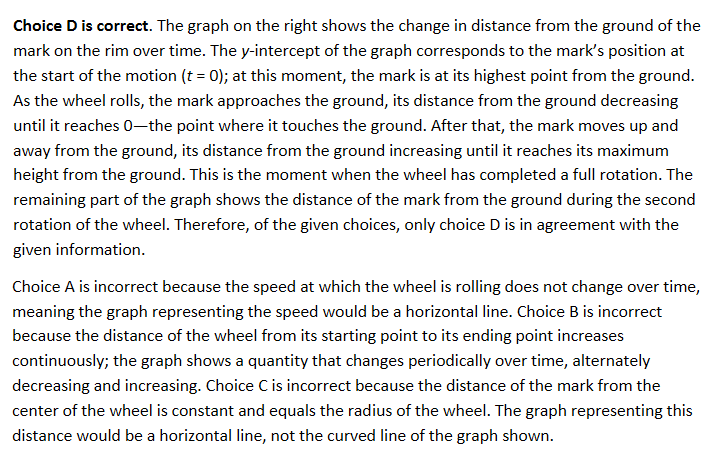 Choice D is correct. The graph on the right shows the change in distance from the ground of the
mark on the rim over time. The y-intercept of the graph corresponds to the mark's position at
the start of the motion (t = 0); at this moment, the mark is at its highest point from the ground.
As the wheel rolls, the mark approaches the ground, its distance from the ground decreasing
until it reaches 0—the point where it touches the ground. After that, the mark moves up and
away from the ground, its distance from the ground increasing until it reaches its maximum
height from the ground. This is the moment when the wheel has completed a full rotation. The
remaining part of the graph shows the distance of the mark from the ground during the second
rotation of the wheel. Therefore, of the given choices, only choice D is in agreement with the
given information.
Choice A is incorrect because the speed at which the wheel is rolling does not change over time,
meaning the graph representing the speed would be a horizontal line. Choice B is incorrect
because the distance of the wheel from its starting point to its ending point increases
continuously; the graph shows a quantity that changes periodically over time, alternately
decreasing and increasing. Choice C is incorrect because the distance of the mark from the
center of the wheel is constant and equals the radius of the wheel. The graph representing this
distance would be a horizontal line, not the curved line of the graph shown.